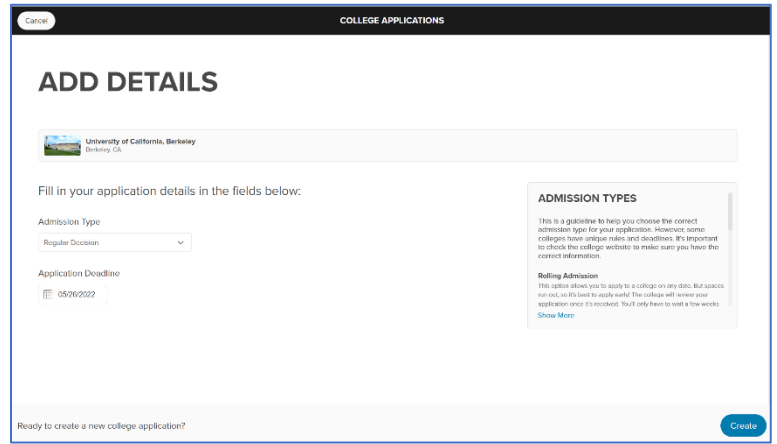 Cancel
COLLEGE APPLICATIONS
ADD DETAILS
University of California, Berkeley
Berkeley, CA
Fill in your application details in the fields below:
Admission Type
Regular Decision
Application Deadline
05/26/2022
ADMISSION TYPES
This is a guideline to help you choose the correct
admission type for your application. However, some
colleges have unique rules and deadlines. It's important
to check the college website to make sure you have the
correct information.
Rolling Admission
This option allows you to apply to a college on any date. But spaces
run out, so it's best to apply early! The college will review your
application once it's received. You'll only have to wait a few weeks
Show More
Ready to create a new college application?
Create